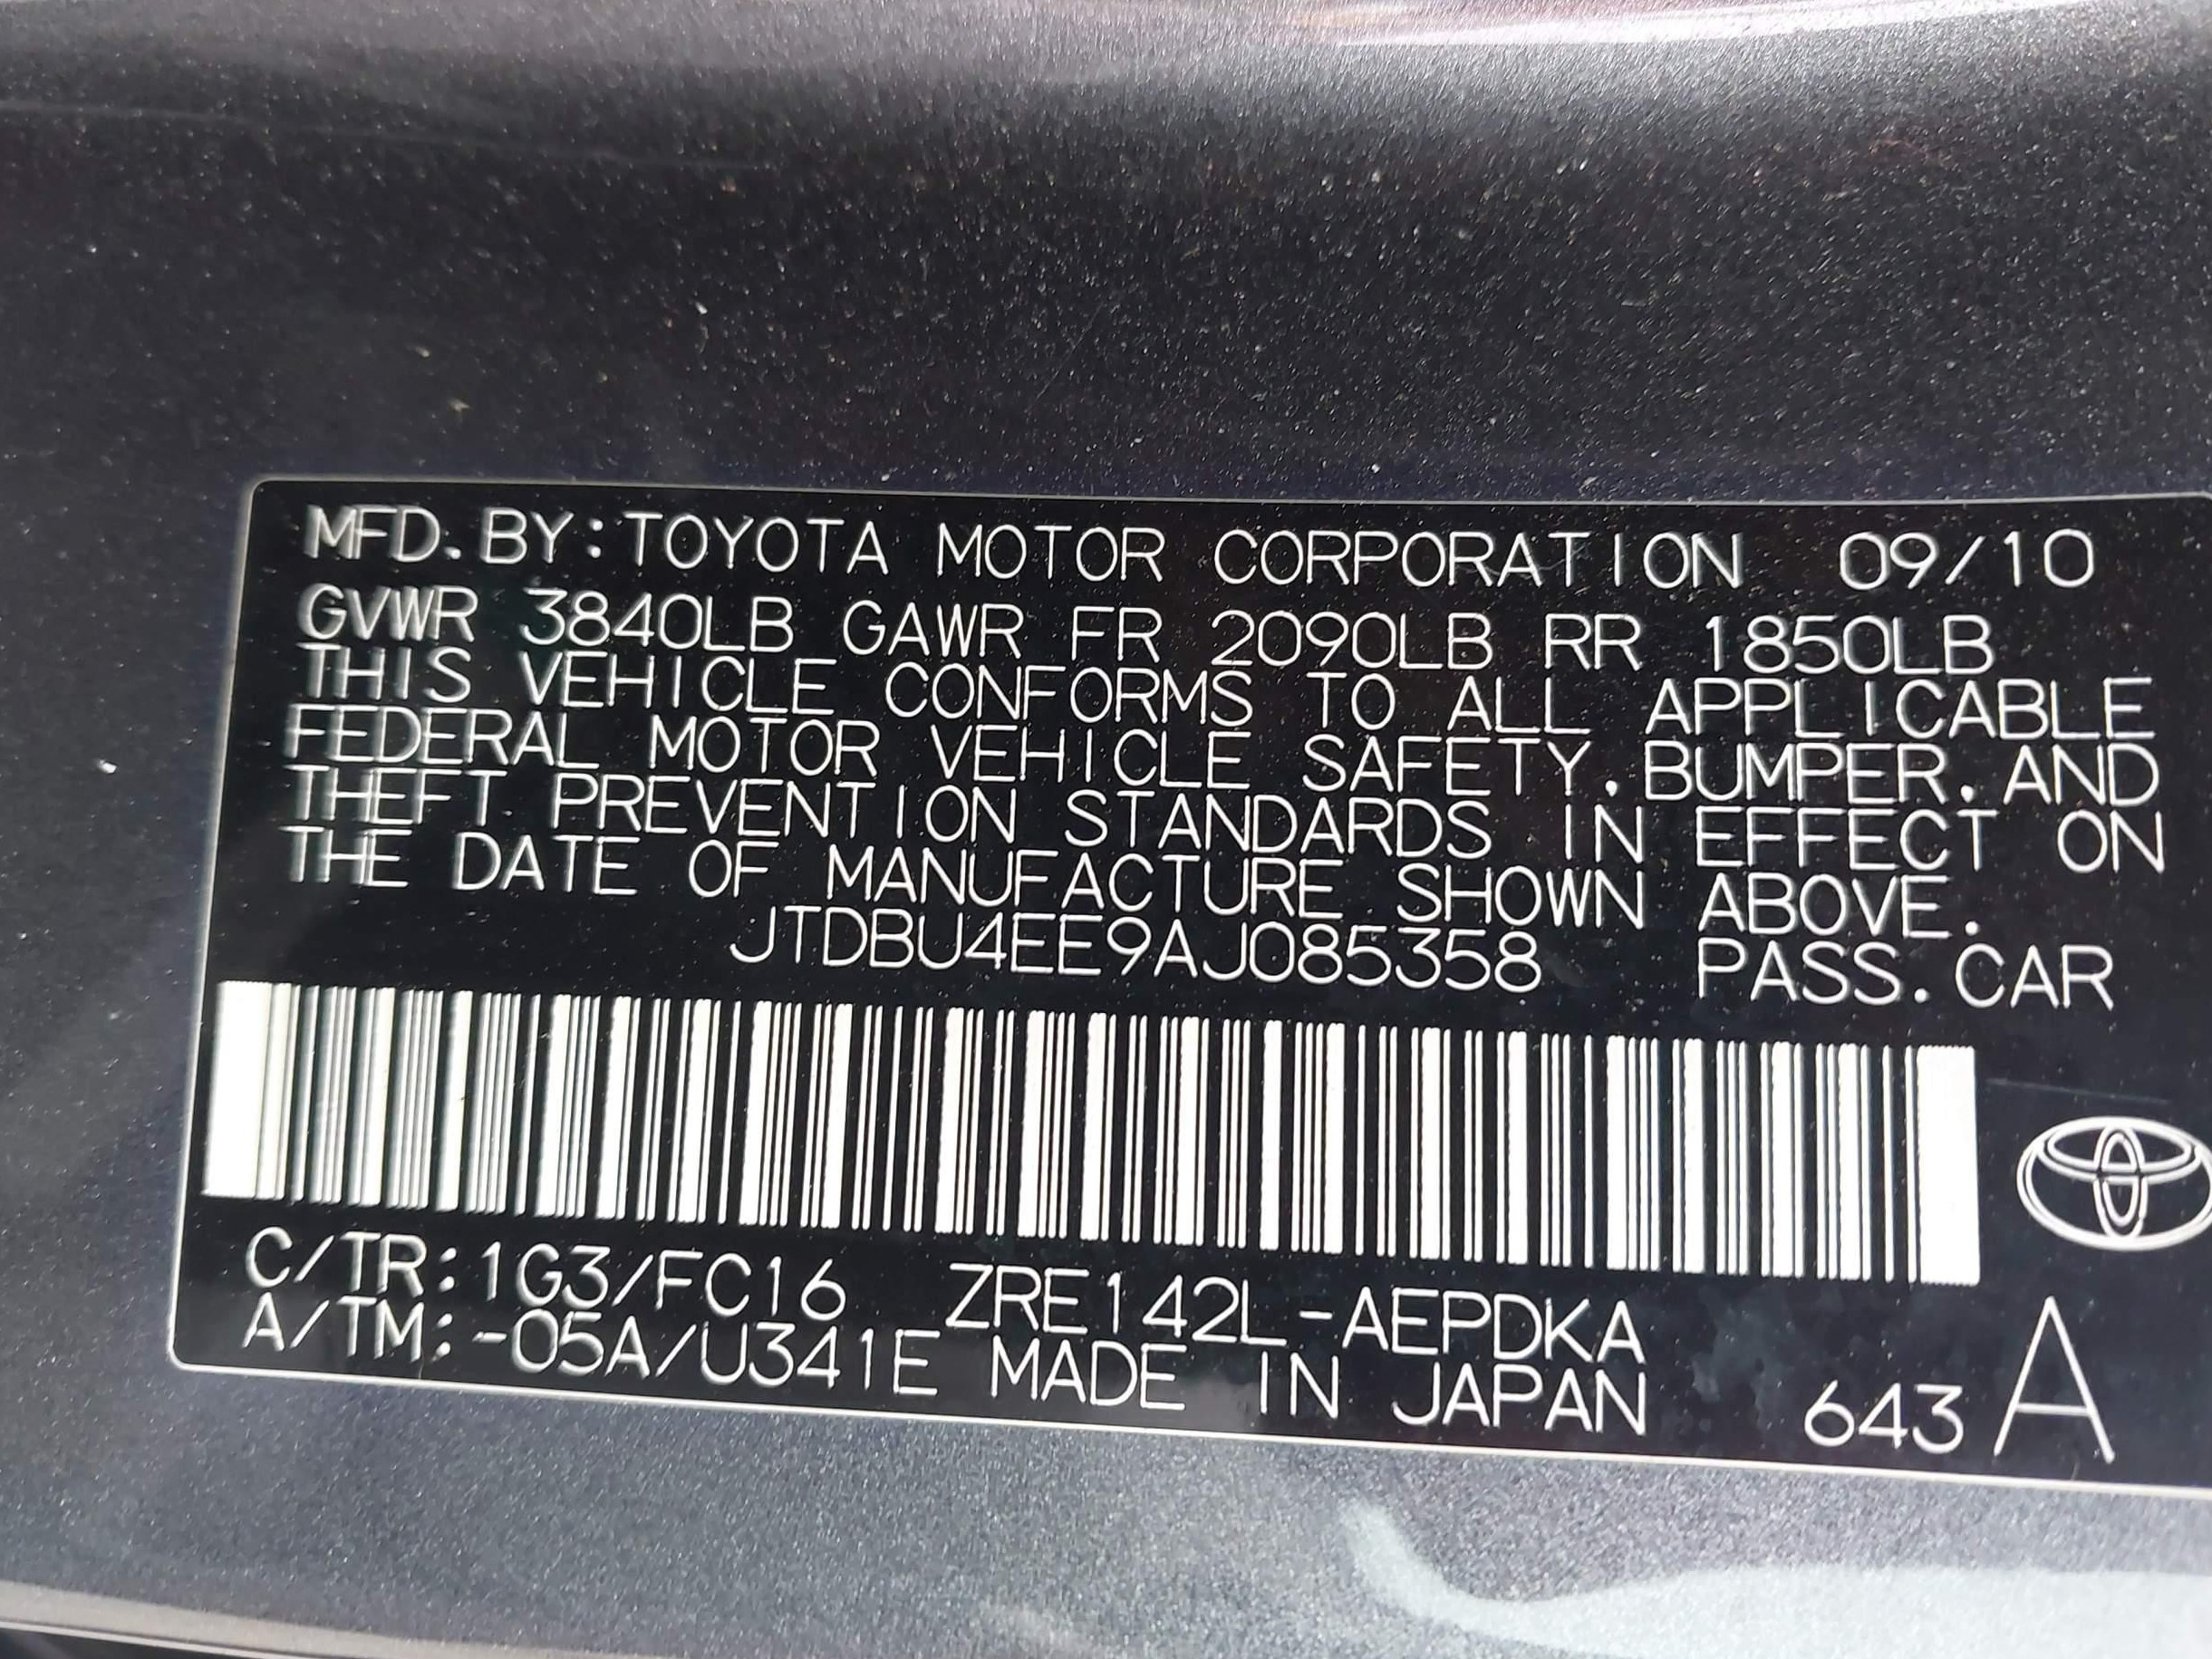 MFD.BY:TOYOTA MOTOR CORPORATION 09/10
GVWR 3840LB GAWR FR 2090LB RR 1850LB
THIS VEHICLE CONFORMS TO ALL APPLICABLE
FEDERAL MOTOR VEHICLE SAFETY.BUMPER.AND
THEFT PREVENTION STANDARDS IN EFFECT ON
THE DATE OF MANUFACTURE SHOWN ABOVE.
JTDBU4EE9AJ085358 PASS.CAR
C/TR:1G3/FC16 ZRE142L-AEPDKA
A/TM:-05A/U341E MADE IN JAPAN 643 A